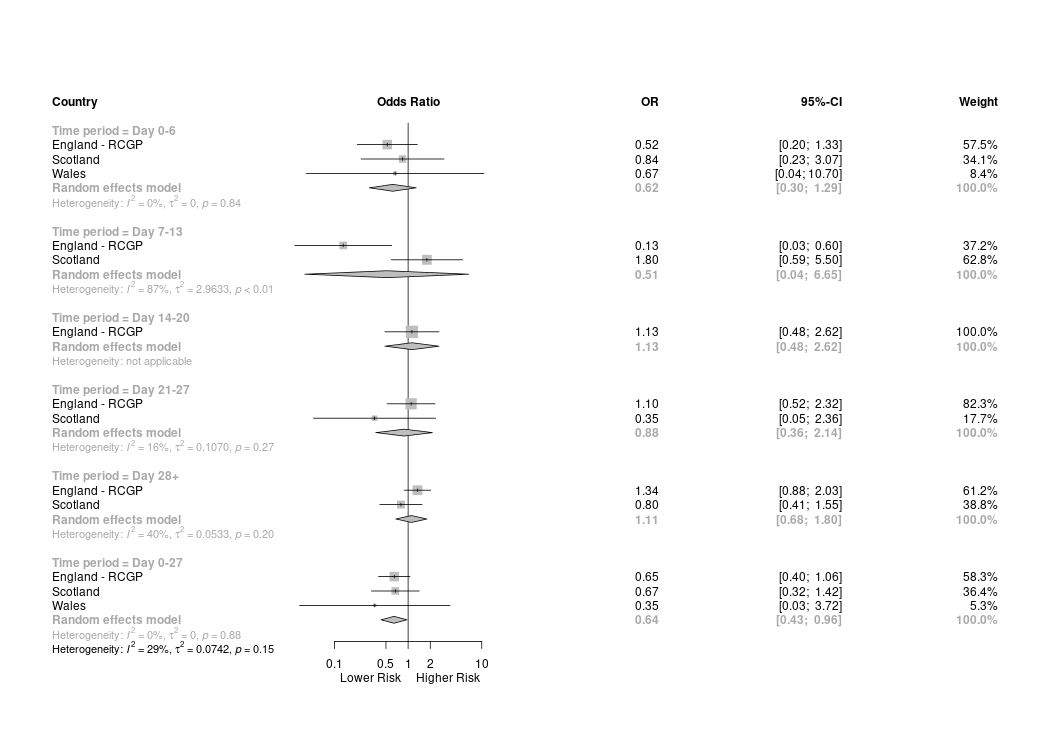 Country Odds Ratio OR 95%-CI Weight
Time period = Day 0-6
England - RCGP 0.52 [0.20; 1.33] 57.5%
Scotland 0.84 [0.23; 3.07] 34.1%
Wales 0.67 [0.04; 10.70] 8.4%
Random effects model 0.62 [0.30; 1.29] 100.0%
Heterogeneity: I² = 0%, τ² = 0, p = 0.84
Time period = Day 7-13
England - RCGP 0.13 [0.03; 0.60] 37.2%
Scotland 1.80 [0.59; 5.50] 62.8%
Random effects model 0.51 [0.04; 6.65] 100.0%
Heterogeneity: I² = 87%, τ² = 2.9633, p < 0.01
Time period = Day 14-20
England - RCGP 1.13 [0.48; 2.62] 100.0%
Random effects model 1.13 [0.48; 2.62] 100.0%
Heterogeneity: not applicable
Time period = Day 21-27
England - RCGP 1.10 [0.52; 2.32] 82.3%
Scotland 0.35 [0.05; 2.36] 17.7%
Random effects model 0.88 [0.36; 2.14] 100.0%
Heterogeneity: I² = 16%, τ² = 0.1070, p = 0.27
Time period = Day 28+
England - RCGP 1.34 [0.88; 2.03] 61.2%
Scotland 0.80 [0.41; 1.55] 38.8%
Random effects model 1.11 [0.68; 1.80] 100.0%
Heterogeneity: I² = 40%, τ² = 0.0533, p = 0.20
Time period = Day 0-27
England - RCGP 0.65 [0.40; 1.06] 58.3%
Scotland 0.67 [0.32; 1.42] 36.4%
Wales 0.35 [0.03; 3.72] 5.3%
Random effects model 0.64 [0.43; 0.96] 100.0%
Heterogeneity: I² = 0%, τ² = 0, p = 0.88
Heterogeneity: I² = 29%, τ² = 0.0742, p = 0.15
0.1 0.5 1 2 10
Lower Risk Higher Risk